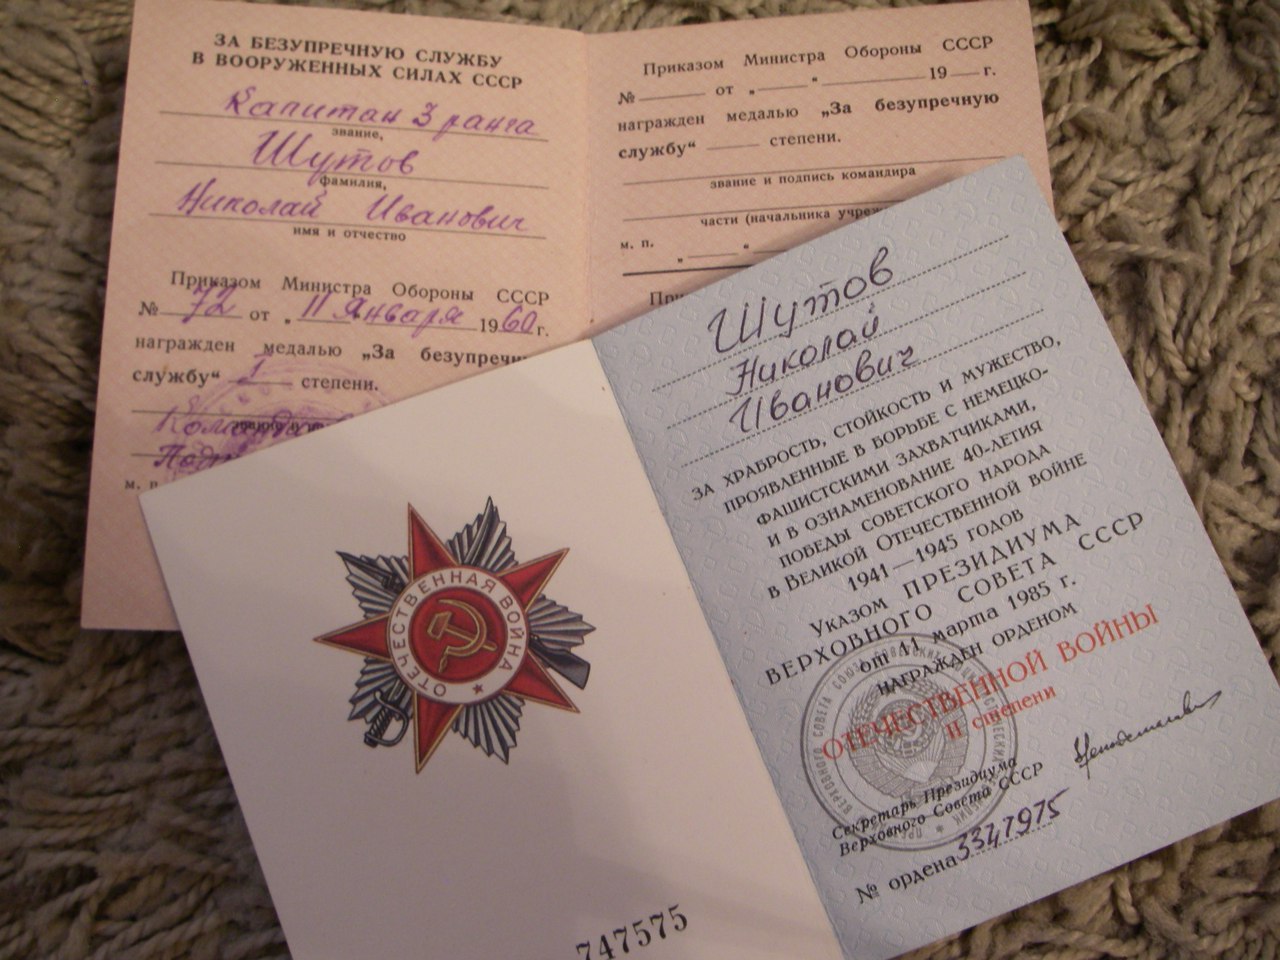 ЗА БЕЗУПРЕЧНУЮ СЛУЖБУ
В ВООРУЖЕННЫХ СИЛАХ СССР
Капитан 3 ранга
звание,
Шутов
фамилия,
Николай Иванович
имя и отчество
Приказом Министра Обороны СССР
№ 72 от „ 11 " Января 1960 г.
награжден медалью „За безупречную
службу" I степени.
м. п.
Приказом Министра Обороны СССР
№ от „ " 19 г.
награжден медалью „За безупречную
службу" степени.
звание и подпись командира
части (начальника
м. п. „ "
Шутов
Николай
Иванович
ЗА ХРАБРОСТЬ, СТОЙКОСТЬ И МУЖЕСТВО,
ПРОЯВЛЕННЫЕ В БОРЬБЕ С НЕМЕЦКО-
ФАШИСТСКИМИ ЗАХВАТЧИКАМИ,
И В ОЗНАМЕНОВАНИЕ 40-ЛЕТИЯ
ПОБЕДЫ СОВЕТСКОГО НАРОДА
В ВЕЛИКОЙ ОТЕЧЕСТВЕННОЙ ВОЙНЕ
1941—1945 ГОДОВ
УКАЗОМ ПРЕЗИДИУМА
ВЕРХОВНОГО СОВЕТА СССР
от 11 марта 1985 г.
НАГРАЖДЕН ОРДЕНОМ
ОТЕЧЕСТВЕННОЙ ВОЙНЫ
II степени
Секретарь Президиума
Верховного Совета СССР
№ ордена 3347975
ОТЕЧЕСТВЕННАЯ ВОЙНА
747575